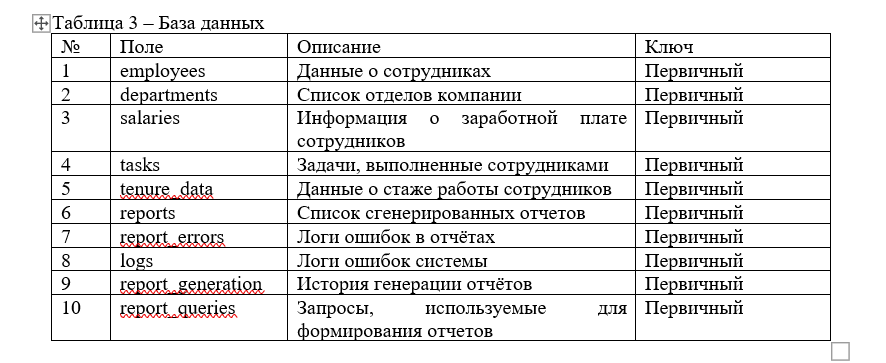 Таблица 3 – База данных
№ Поле Описание Ключ
1 employees Данные о сотрудниках Первичный
2 departments Список отделов компании Первичный
3 salaries Информация о заработной плате Первичный
сотрудников
4 tasks Задачи, выполненные сотрудниками Первичный
5 tenure_data Данные о стаже работы сотрудников Первичный
6 reports Список сгенерированных отчетов Первичный
7 report_errors Логи ошибок в отчётах Первичный
8 logs Логи ошибок системы Первичный
9 report_generation История генерации отчётов Первичный
10 report_queries Запросы, используемые для Первичный
формирования отчетов